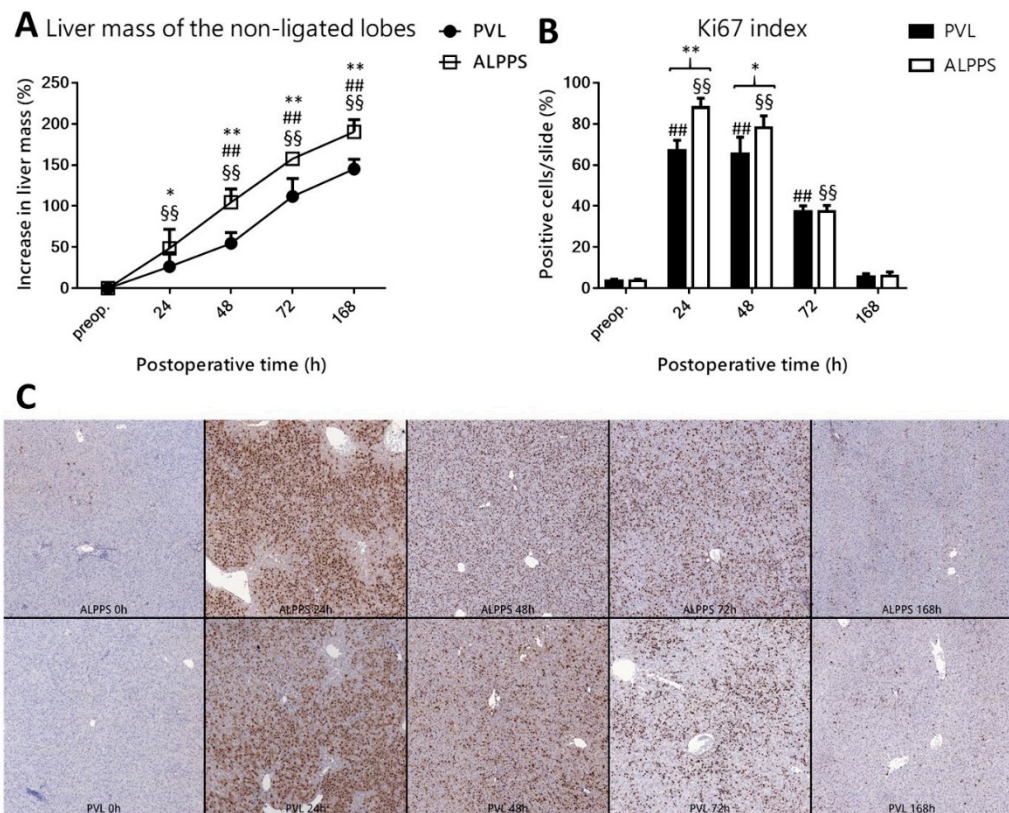 A Liver mass of the non-ligated lobes
PVL
ALPPS
Increase in liver mass (%)
250
200
150
100
50
0
*
§§
**
##
§§
**
##
§§
**
##
§§
preop.
24
48
72
168
Postoperative time (h)
B Ki67 index
PVL
ALPPS
Positive cells/slide (%)
100
80
60
40
20
0
**
##
§§
*
##
§§
##
§§
preop.
24
48
72
168
Postoperative time (h)
C
ALPPS 0h
ALPPS 24h
ALPPS 48h
ALPPS 72h
ALPPS 168h
PVL 0h
PVL 24h
PVL 48h
PVL 72h
PVL 168h